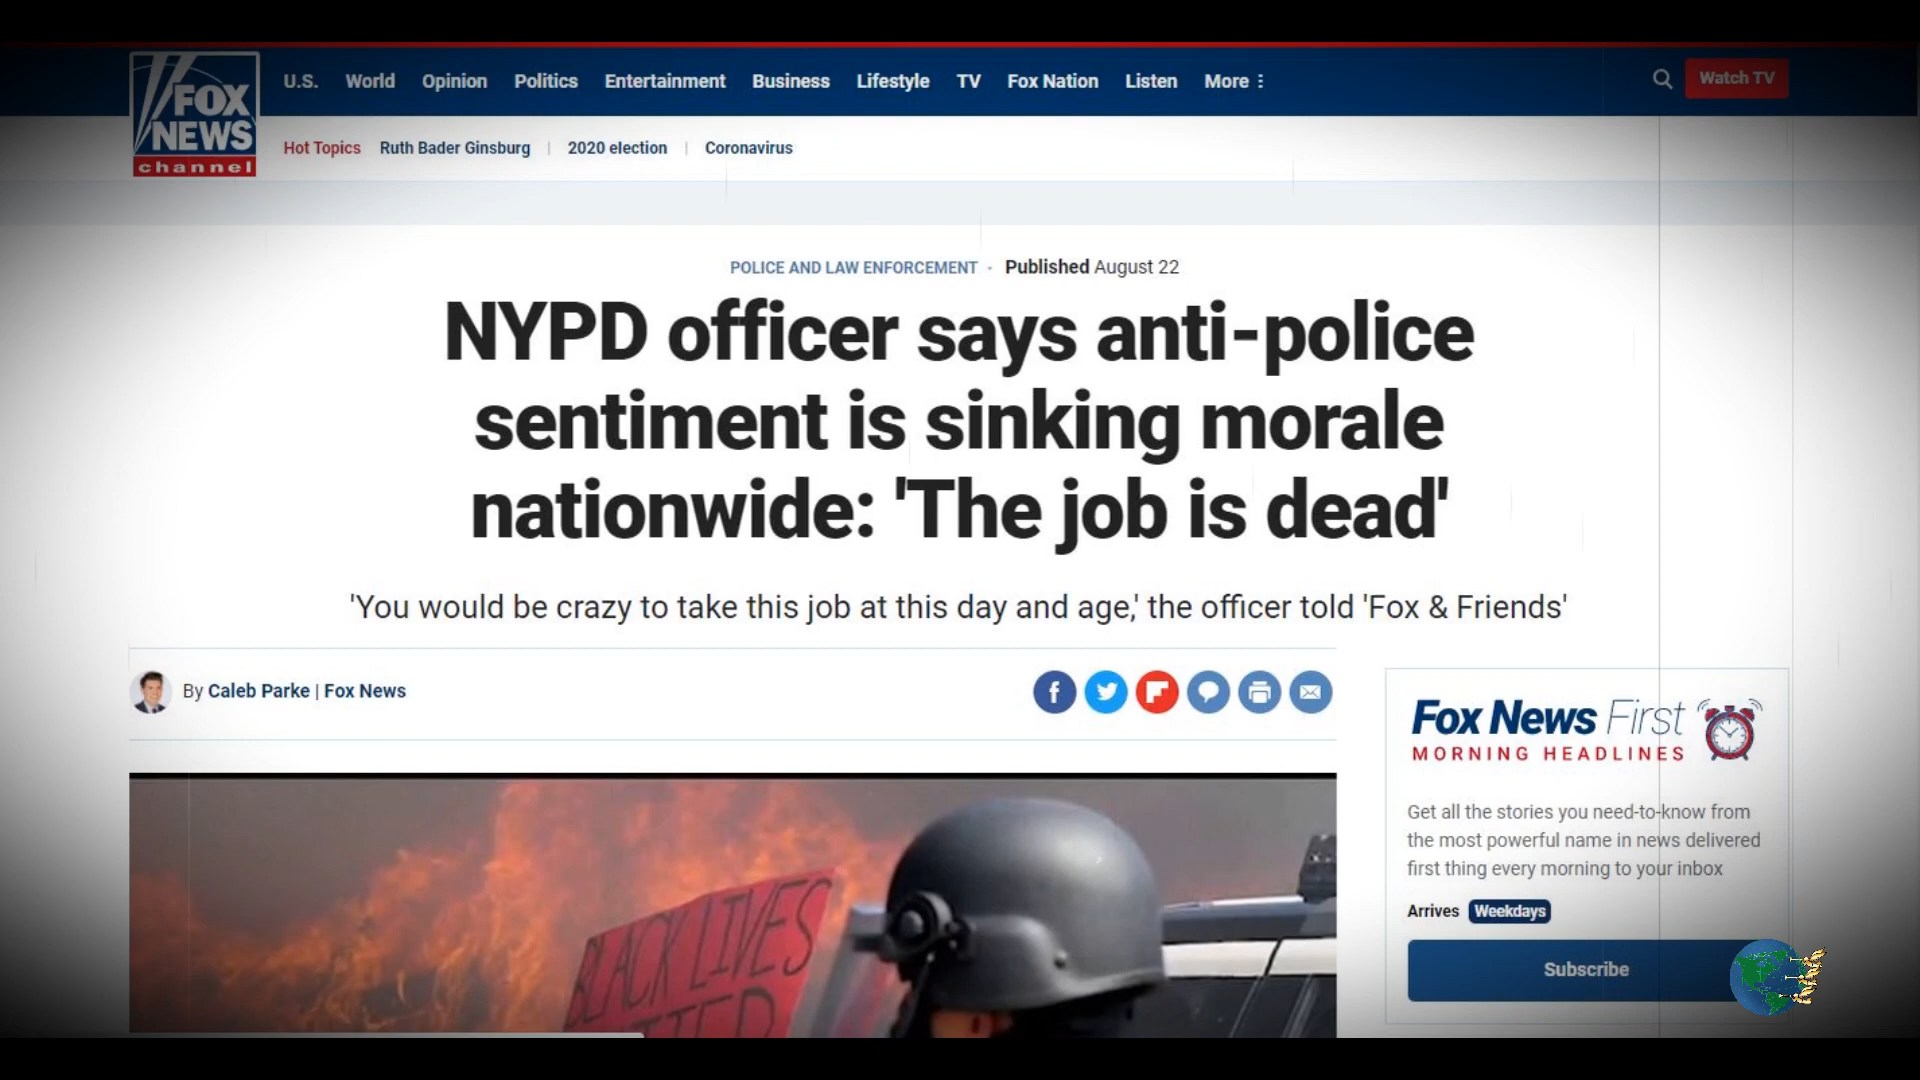 FOX
NEWS
channel
U.S. World Opinion Politics Entertainment Business Lifestyle TV Fox Nation Listen More
Watch TV
Hot Topics Ruth Bader Ginsburg | 2020 election | Coronavirus
POLICE AND LAW ENFORCEMENT · Published August 22
NYPD officer says anti-police
sentiment is sinking morale
nationwide: 'The job is dead'
'You would be crazy to take this job at this day and age,' the officer told 'Fox & Friends'
By Caleb Parke | Fox News
f
Fox News First
MORNING HEADLINES
Get all the stories you need-to-know from
the most powerful name in news delivered
first thing every morning to your inbox
Arrives Weekdays
Subscribe
BLACK LIVES
MATTER